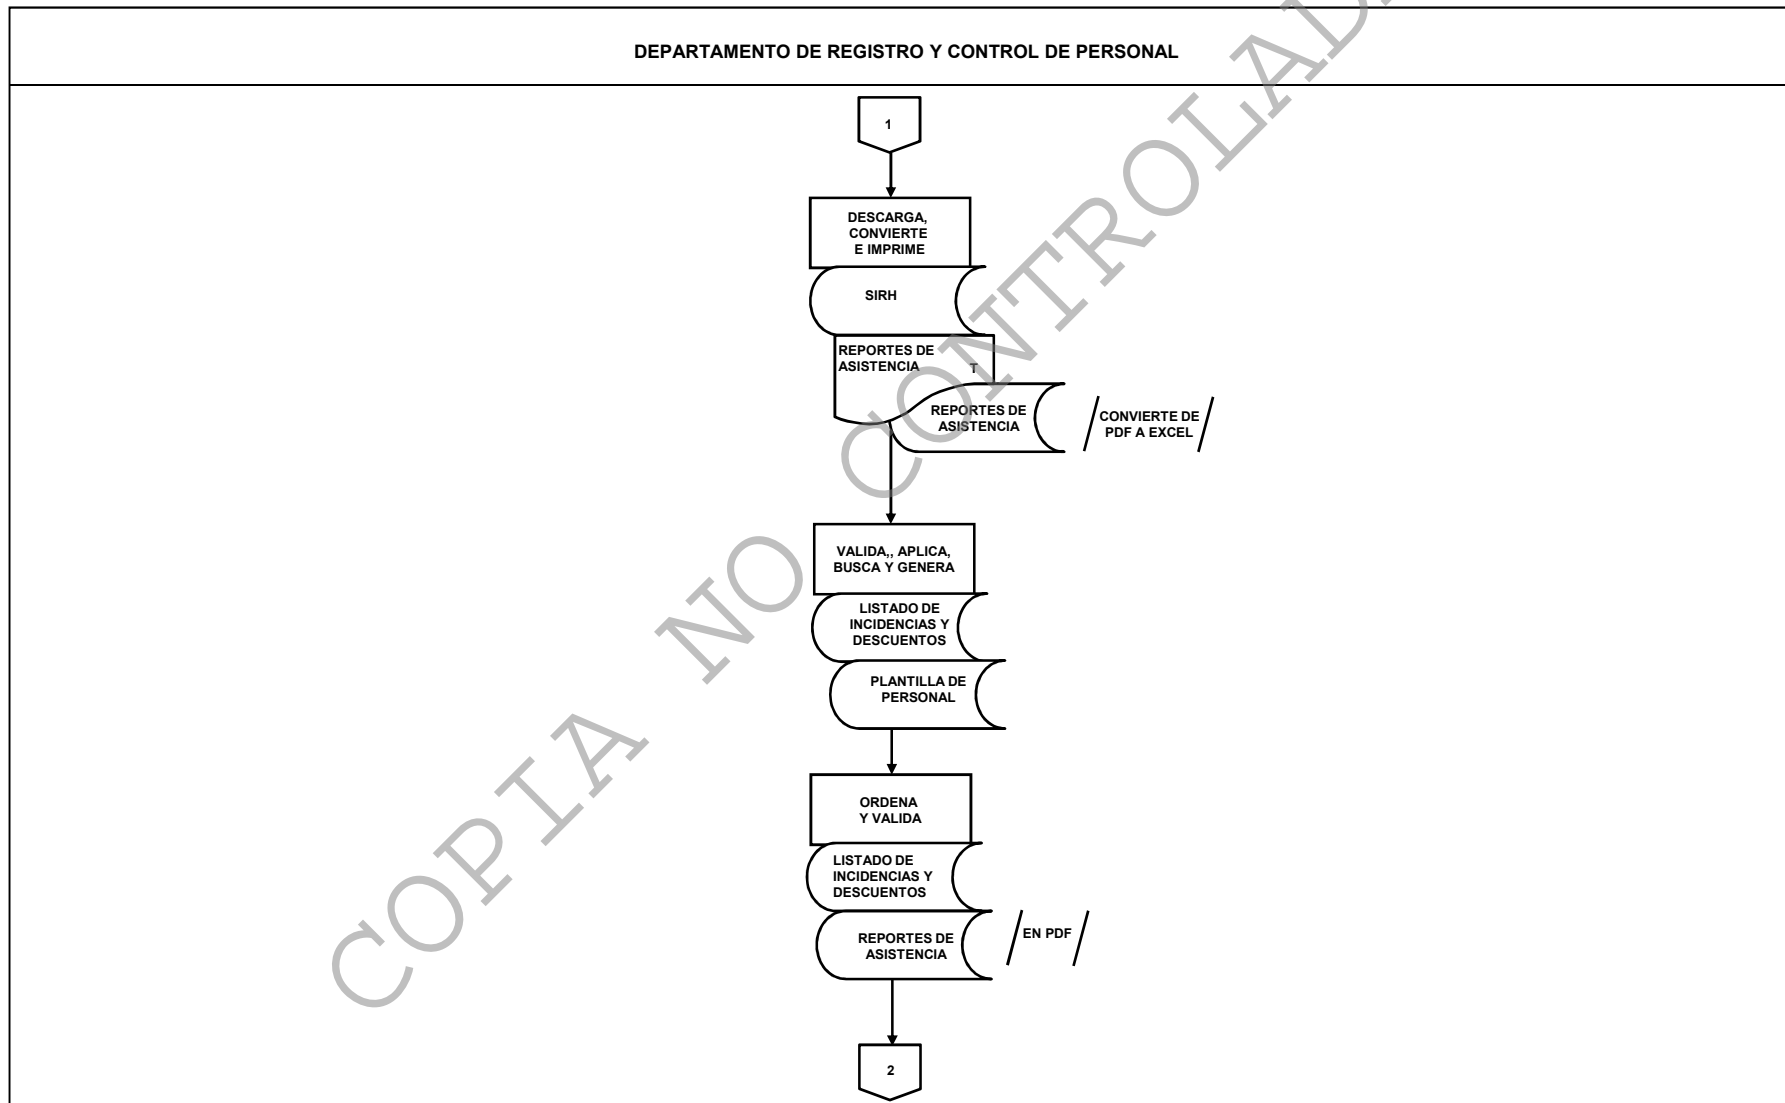 DEPARTAMENTO DE REGISTRO Y CONTROL DE PERSONAL
1
DESCARGA,
CONVIERTE
E IMPRIME
SIRH
REPORTES DE
ASISTENCIA
T
REPORTES DE
ASISTENCIA
/CONVIERTE DE /
PDF A EXCEL
VALIDA,, APLICA,
BUSCA Y GENERA
LISTADO DE
INCIDENCIAS Y
DESCUENTOS
PLANTILLA DE
PERSONAL
ORDENA
Y VALIDA
LISTADO DE
INCIDENCIAS Y
DESCUENTOS
REPORTES DE
ASISTENCIA
/EN PDF /
2
COPIA NO CONTROLAD